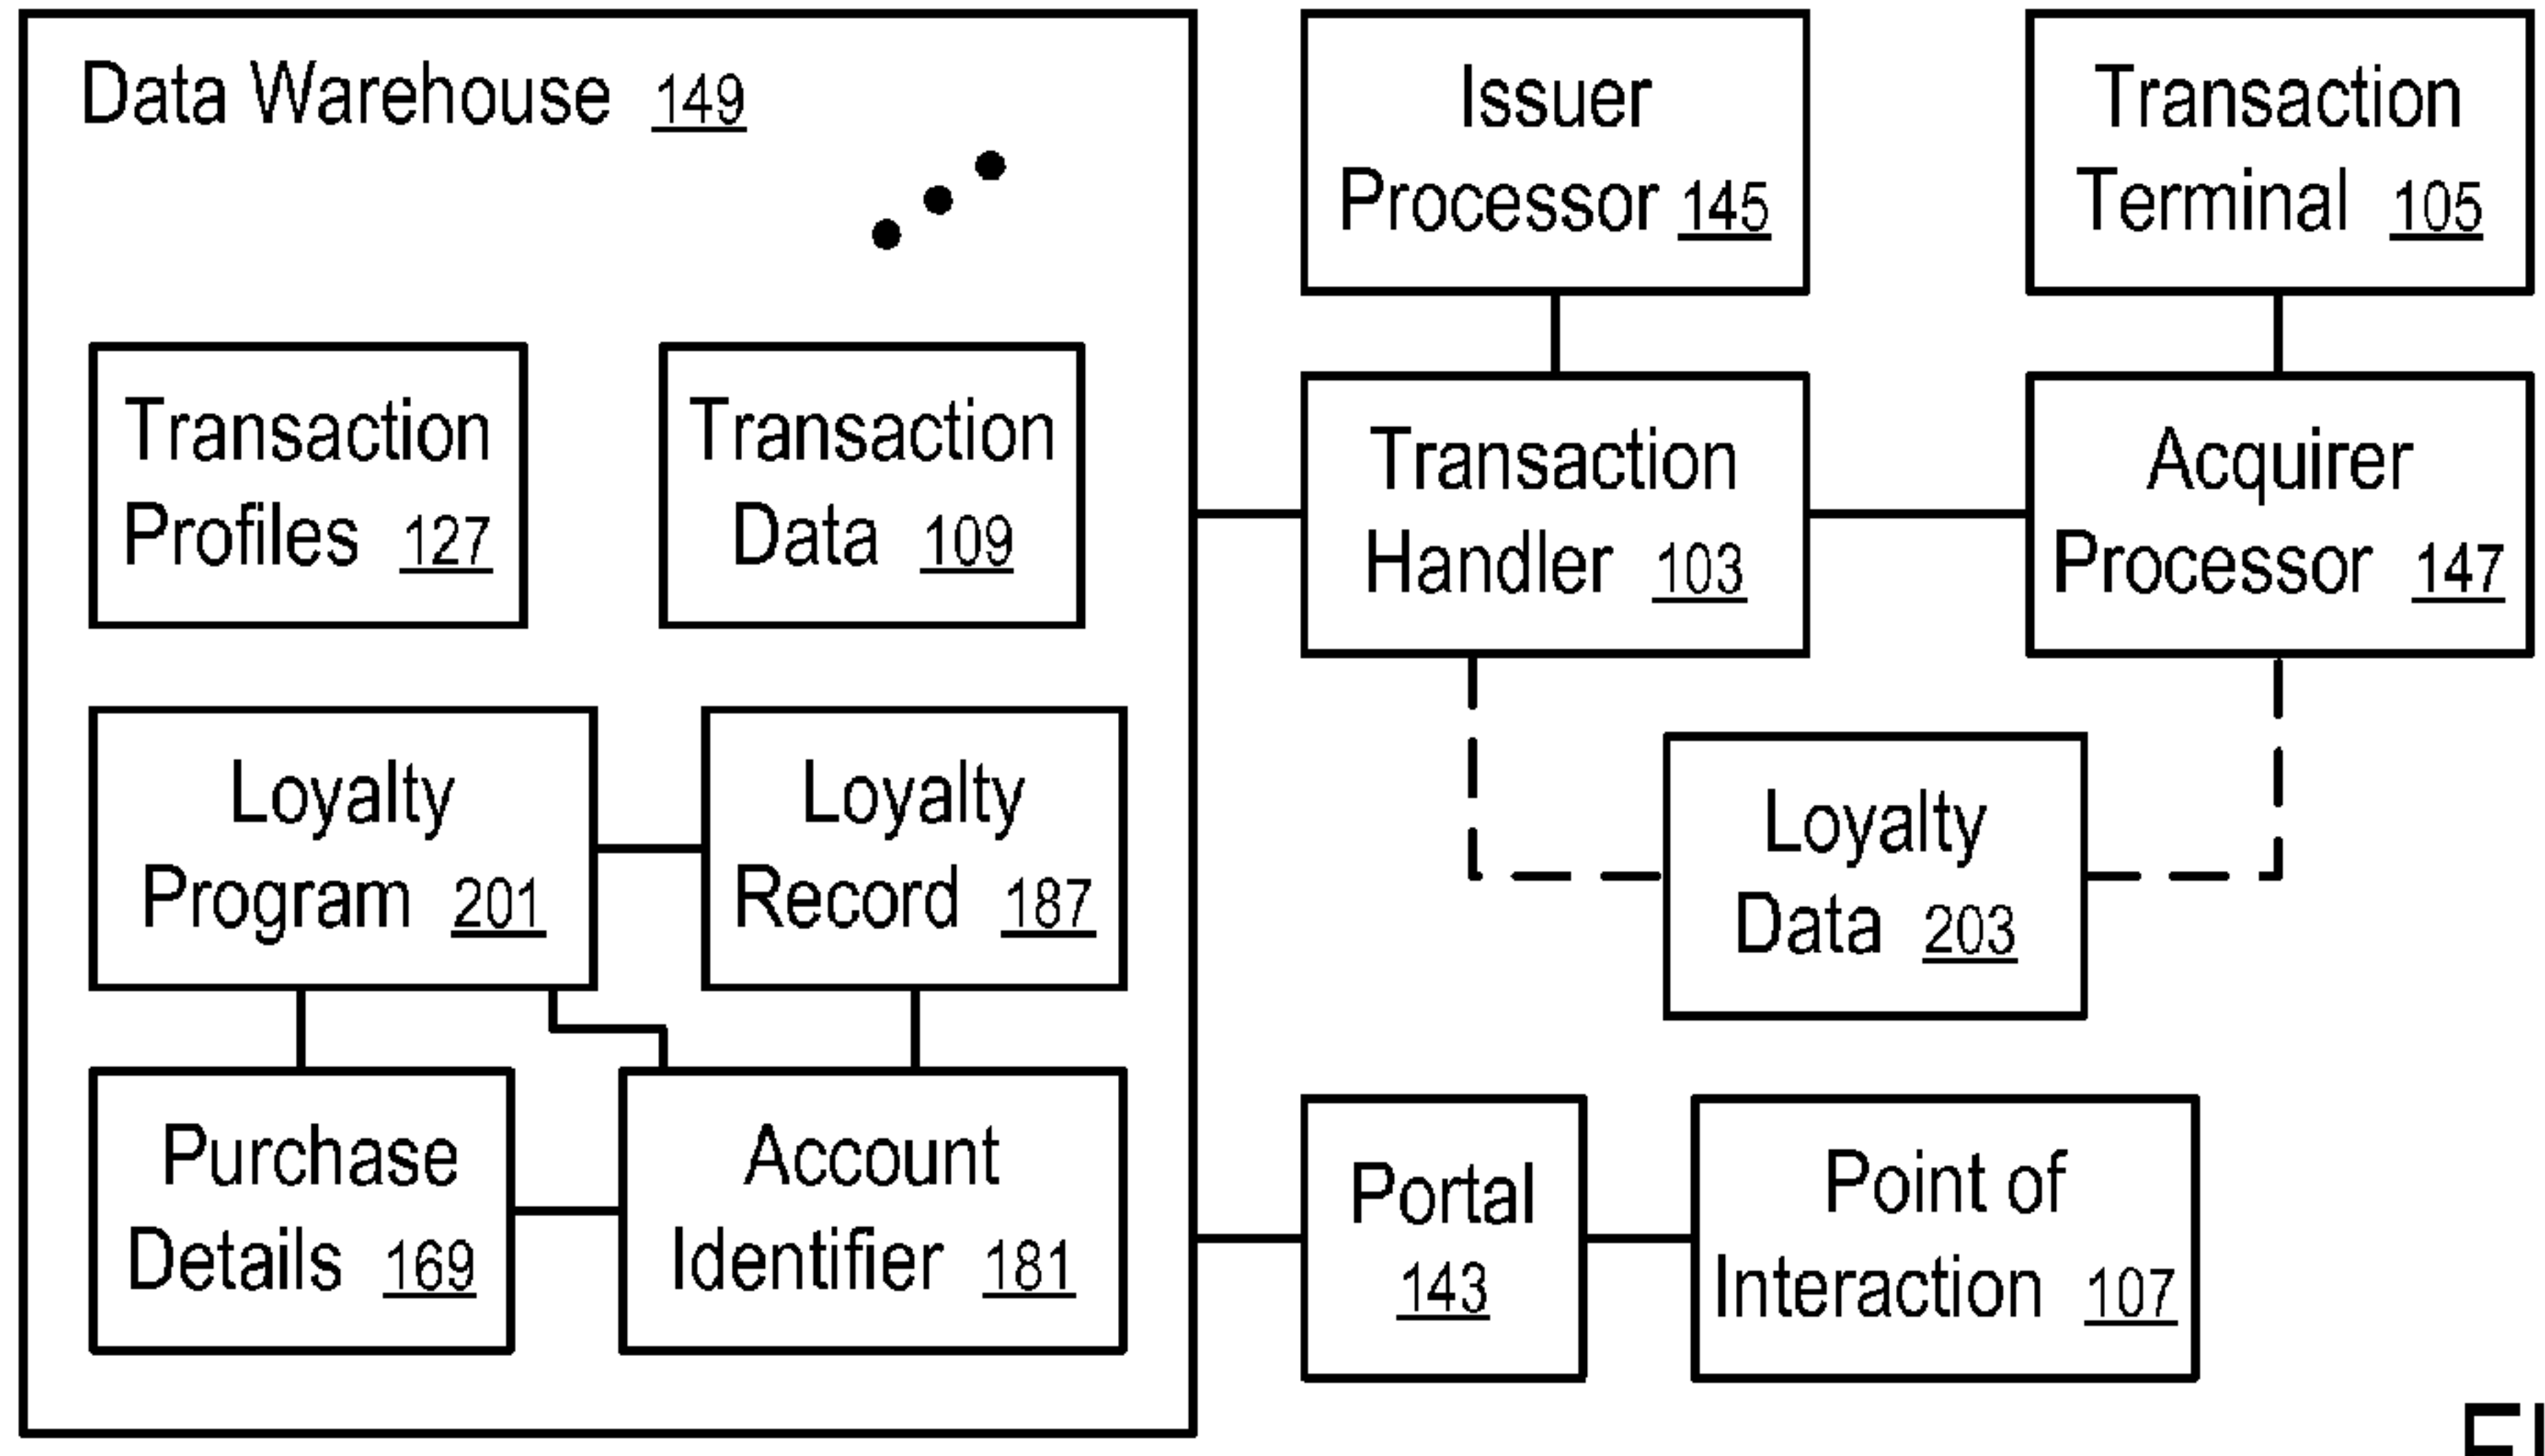 Data Warehouse 149
Transaction
Profiles 127
Transaction
Data 109
Loyalty
Program 201
Loyalty
Record 187
Purchase
Details 169
Account
Identifier 181
Issuer
Processor 145
Transaction
Terminal 105
Transaction
Handler 103
Acquirer
Processor 147
Loyalty
Data 203
Portal
143
Point of
Interaction 107